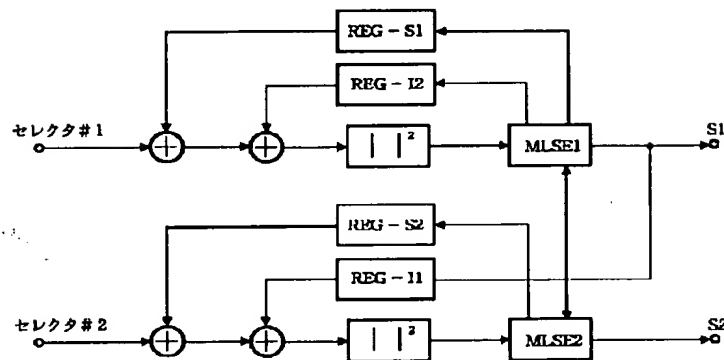 REG-S1
REG-I2
セレクタ#1
| |²
MLSE1
S1
REG-S2
REG-I1
セレクタ#2
| |²
MLSE2
S2